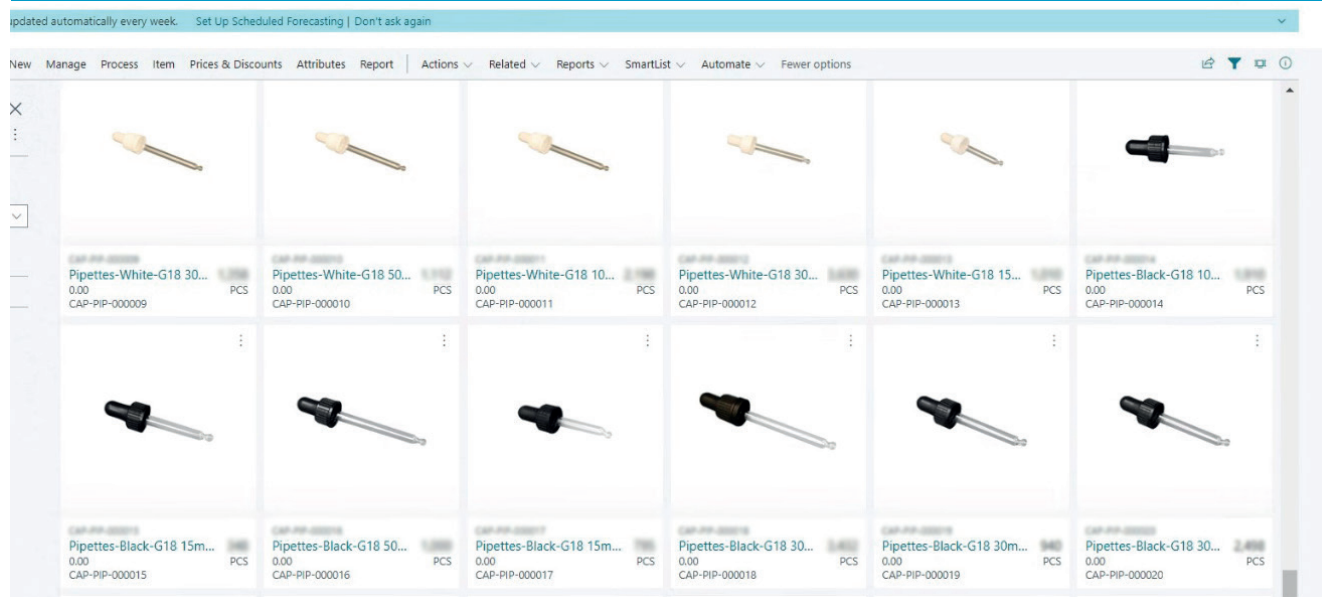 updated automatically every week. Set Up Scheduled Forecasting | Don't ask again
New Manage Process Item Prices & Discounts Attributes Report | Actions Related Reports SmartList Automate Fewer options
Pipettes-White-G18 30...
0.00 PCS
CAP-PIP-000009
Pipettes-White-G18 50...
0.00 PCS
CAP-PIP-000010
Pipettes-White-G18 10...
0.00 PCS
CAP-PIP-000011
Pipettes-White-G18 30...
0.00 PCS
CAP-PIP-000012
Pipettes-White-G18 15...
0.00 PCS
CAP-PIP-000013
Pipettes-Black-G18 10...
0.00 PCS
CAP-PIP-000014
Pipettes-Black-G18 15m...
0.00 PCS
CAP-PIP-000015
Pipettes-Black-G18 50...
0.00 PCS
CAP-PIP-000016
Pipettes-Black-G18 15m...
0.00 PCS
CAP-PIP-000017
Pipettes-Black-G18 30...
0.00 PCS
CAP-PIP-000018
Pipettes-Black-G18 30m...
0.00 PCS
CAP-PIP-000019
Pipettes-Black-G18 30...
0.00 PCS
CAP-PIP-000020